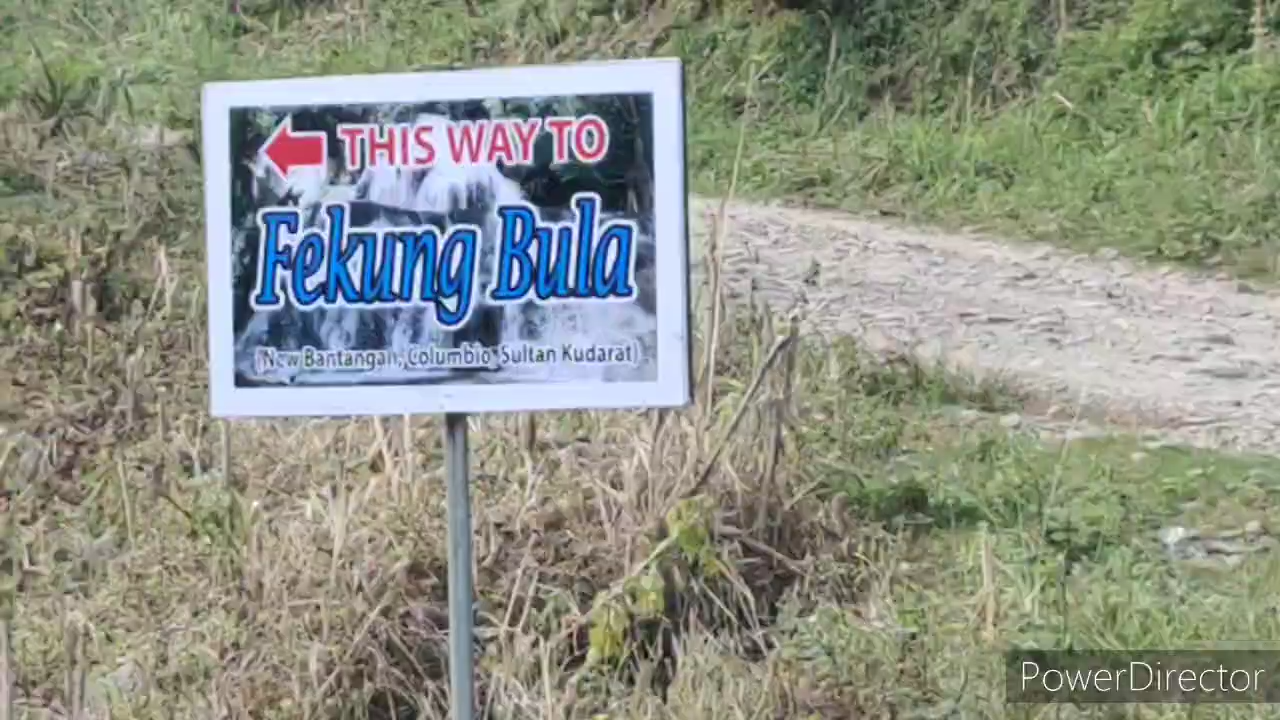 THIS WAY TO
Fekung Bula
(New Bantangan, Columbio, Sultan Kudarat)
PowerDirector